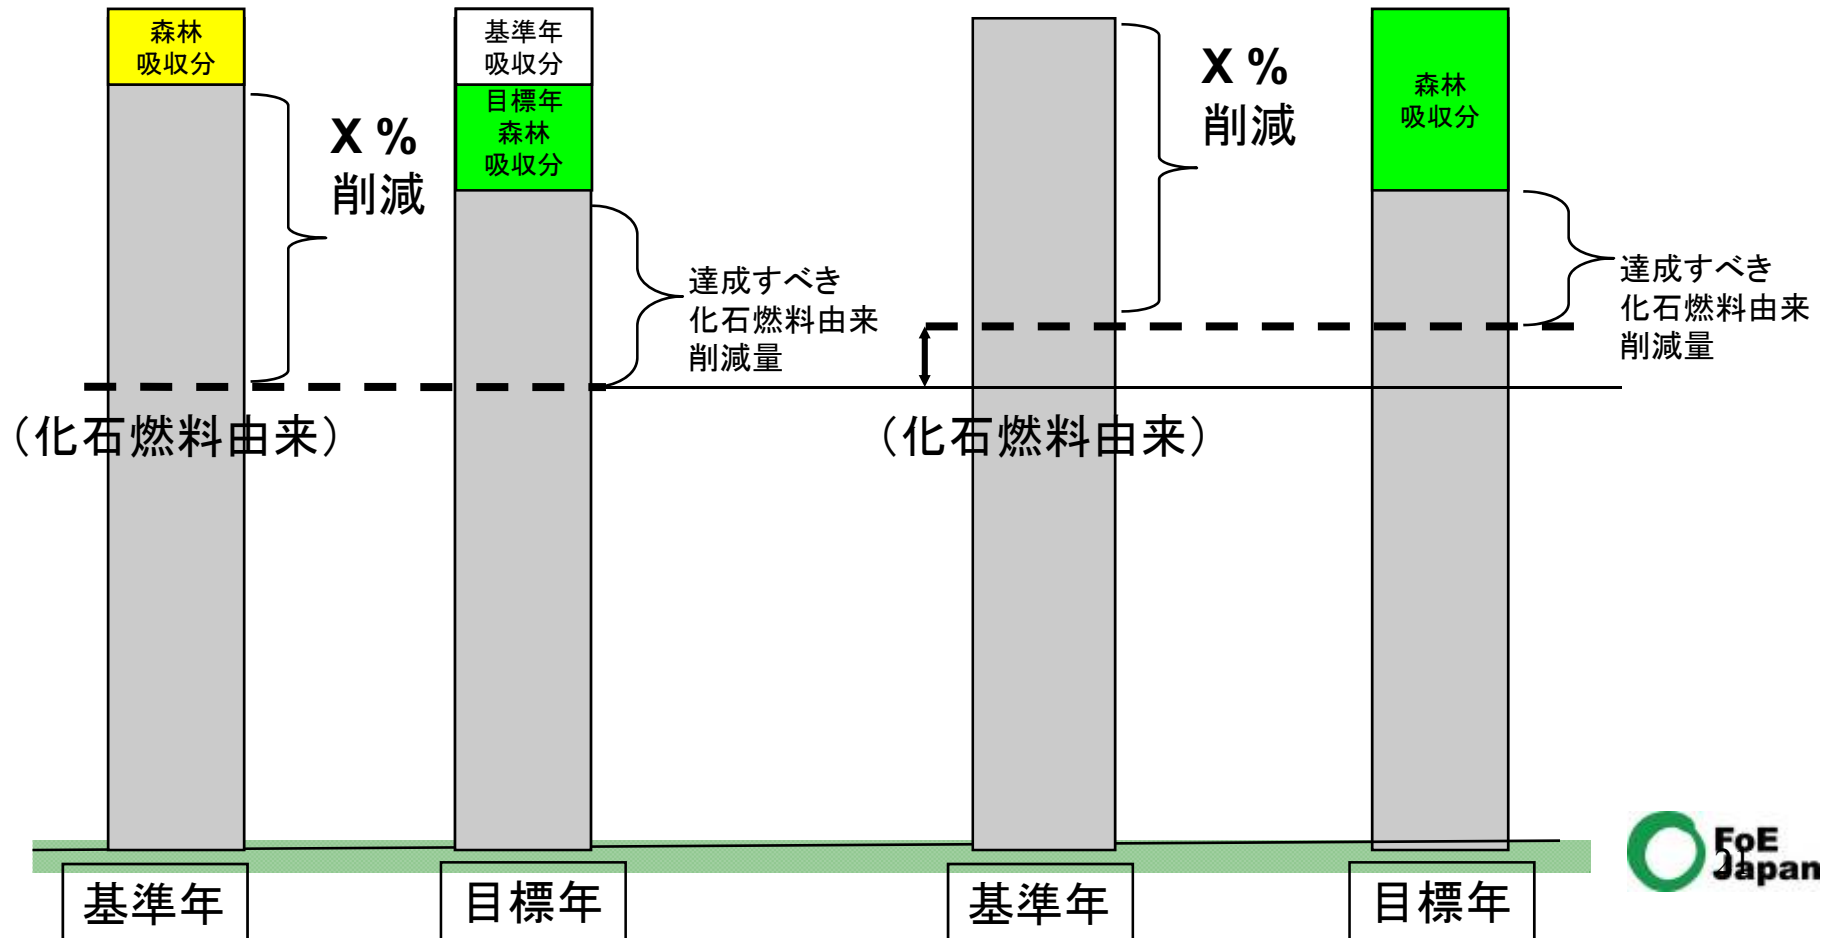 森林
吸収分
X %
削減
(化石燃料由来)
基準年
基準年
吸収分
目標年
森林
吸収分
達成すべき
化石燃料由来
削減量
目標年
X %
削減
(化石燃料由来)
基準年
森林
吸収分
達成すべき
化石燃料由来
削減量
目標年
FoE
Japan
21